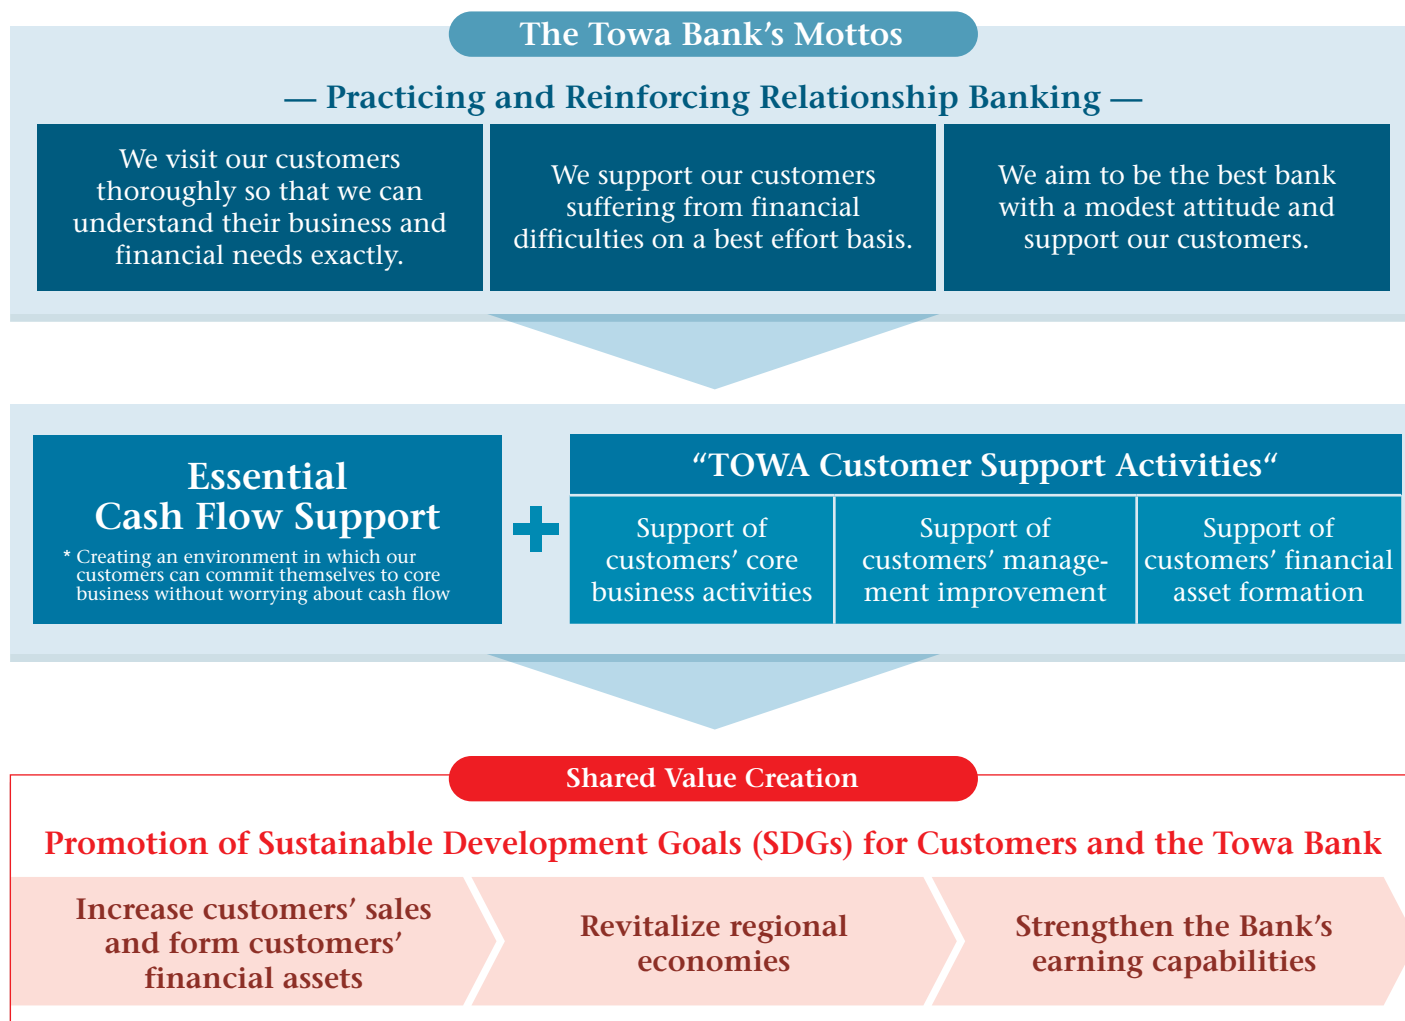 The Towa Bank’s Mottos
— Practicing and Reinforcing Relationship Banking —
We visit our customers
thoroughly so that we can
understand their business and
financial needs exactly.
We support our customers
suffering from financial
difficulties on a best effort basis.
We aim to be the best bank
with a modest attitude and
support our customers.
Essential
Cash Flow Support
* Creating an environment in which our
customers can commit themselves to core
business without worrying about cash flow
“TOWA Customer Support Activities“
Support of
customers’ core
business activities
Support of
customers’ manage-
ment improvement
Support of
customers’ financial
asset formation
Shared Value Creation
Promotion of Sustainable Development Goals (SDGs) for Customers and the Towa Bank
Increase customers’ sales
and form customers’
financial assets
Revitalize regional
economies
Strengthen the Bank’s
earning capabilities